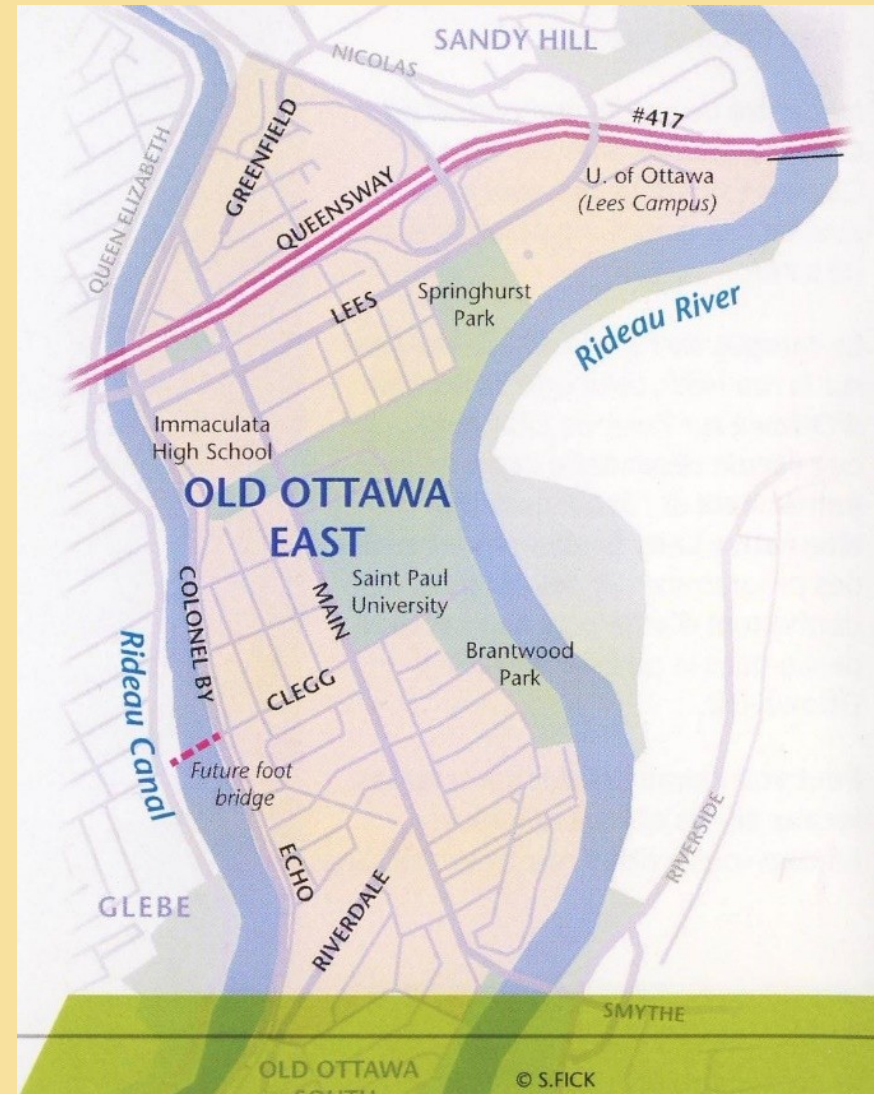 SANDY HILL
NICOLAS
#417
GREENFIELD
QUEENSWAY
QUEEN ELIZABETH
U. of Ottawa
(Lees Campus)
LEES
Springhurst
Park
Rideau River
Immaculata
High School
OLD OTTAWA
EAST
COLONEL BY
MAIN
Saint Paul
University
Brantwood
Park
CLEGG
Rideau Canal
Future foot
bridge
ECHO
RIVERDALE
RIVERSIDE
GLEBE
SMYTHE
OLD OTTAWA
SOUTH
© S.FICK